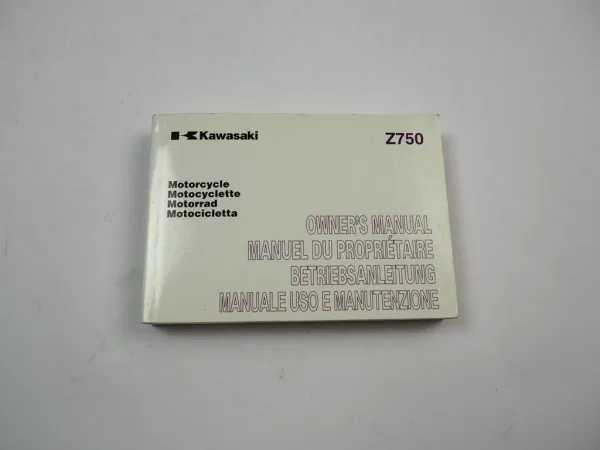 Kawasaki
Z750
Motorcycle
Motocyclette
Motorrad
Motocicletta
OWNER'S MANUAL
MANUEL DU PROPRIÉTAIRE
BETRIEBSANLEITUNG
MANUALE USO E MANUTENZIONE